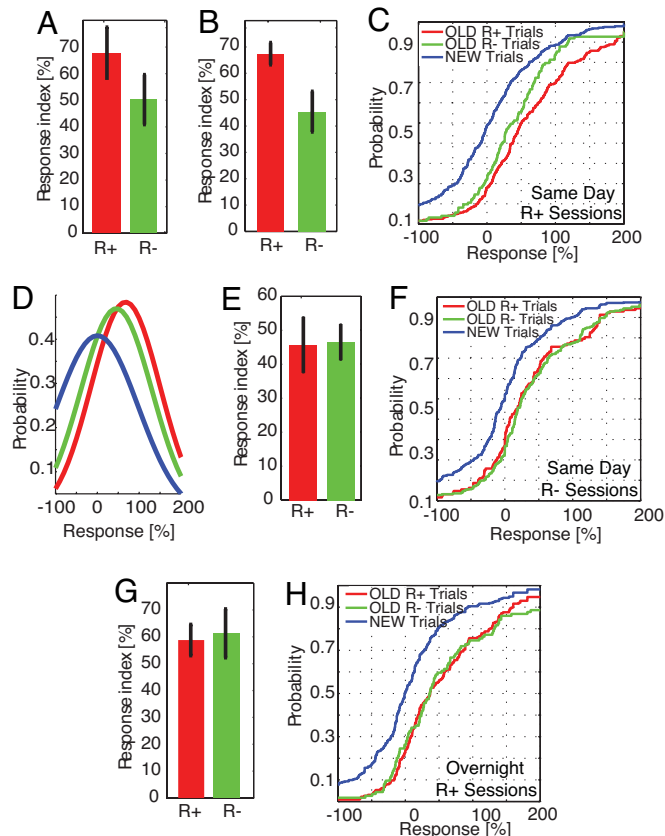 A
Response index [%]
70
60
50
40
30
20
10
0
R+ R-
B
Response index [%]
70
60
50
40
30
20
10
0
R+ R-
C
OLD R+ Trials
OLD R- Trials
NEW Trials
Probability
0.9
0.7
0.5
0.3
0.1
Same Day
R+ Sessions
-100 0 100 200
Response [%]
D
Probability
0.4
0.3
0.2
0.1
-100 0 100 200
Response [%]
E
Response index [%]
60
50
40
30
20
10
0
R+ R-
F
OLD R+ Trials
OLD R- Trials
NEW Trials
Probability
0.9
0.7
0.5
0.3
0.1
Same Day
R- Sessions
-100 0 100 200
Response [%]
G
Response index [%]
80
70
60
50
40
30
20
10
0
R+ R-
H
OLD R+ Trials
OLD R- Trials
NEW Trials
Probability
0.9
0.7
0.5
0.3
0.1
Overnight
R+ Sessions
-100 0 100 200
Response [%]